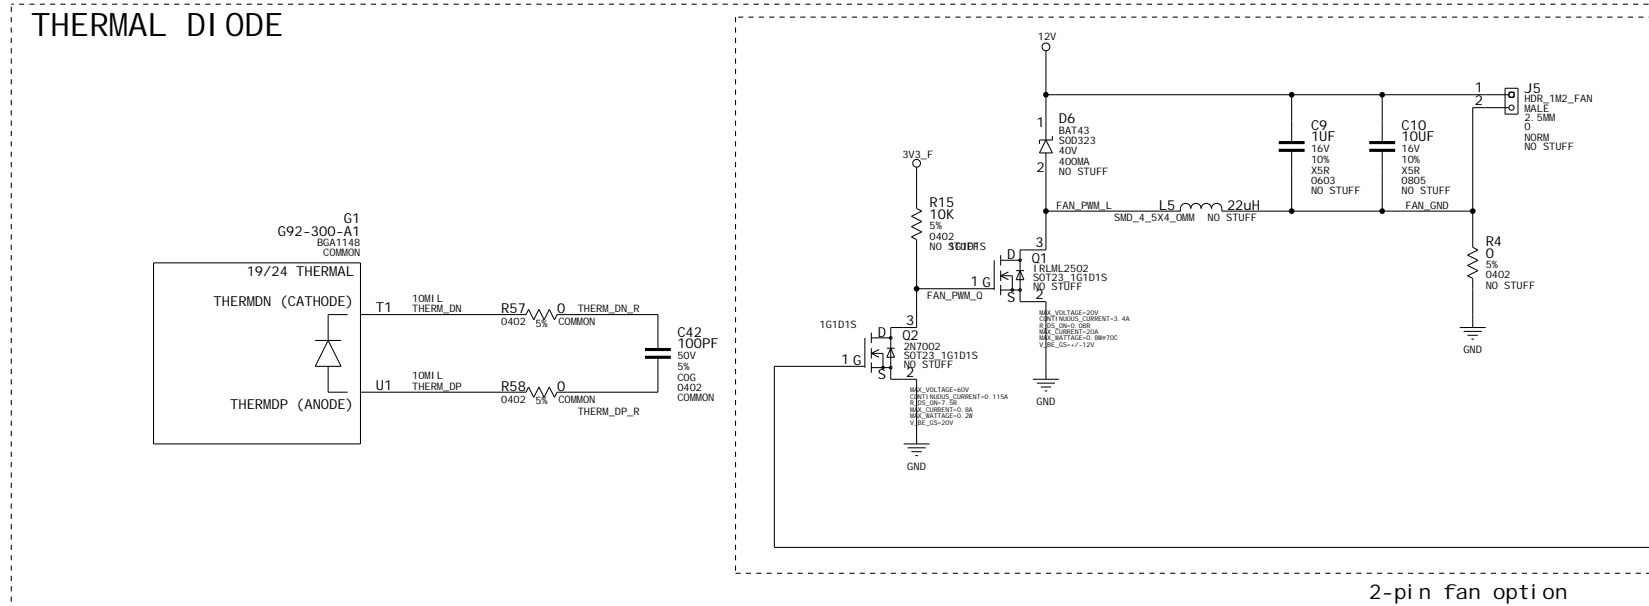 THERMAL DIODE
G1
G92-300-A1
BGA1148
COMMON
19/24 THERMAL
THERMDN (CATHODE)
THERMDP (ANODE)
T1
10MIL
THERM_DN
R57
0
0402
5%
COMMON
THERM_DN_R
U1
10MIL
THERM_DP
R58
0
0402
5%
COMMON
THERM_DP_R
C42
100PF
50V
5%
COG
0402
COMMON
12V
3V3_F
R15
10K
5%
0402
NO STUFF
1G1D1S
D6
BAT43
SOD323
40V
400MA
NO STUFF
1
2
FAN_PWM_L
L5
22uH
SMD_4_5X4_0MM
NO STUFF
C9
1UF
16V
10%
X5R
0603
NO STUFF
C10
10UF
16V
10%
X5R
0805
NO STUFF
1
2
J5
HDR_1M2_FAN
MALE
2.5MM
0
NORM
NO STUFF
FAN_GND
R4
0
5%
0402
NO STUFF
GND
FAN_PWM_Q
1 G
D
S
3
2
Q1
IRLML2502
SOT23_1G1D1S
NO STUFF
MAX_VOLTAGE=20V
CONTINUOUS_CURRENT=3.4A
R_DS_ON=0.08R
MAX_CURRENT=20A
MAX_WATTAGE=0.8W@70C
V_BE_GS=+/-12V
GND
1G1D1S
1 G
D
S
3
2
Q2
2N7002
SOT23_1G1D1S
NO STUFF
MAX_VOLTAGE=60V
CONTINUOUS_CURRENT=0.115A
R_DS_ON=7.5R
MAX_CURRENT=0.8A
MAX_WATTAGE=0.2W
V_BE_GS=20V
GND
2-pin fan option